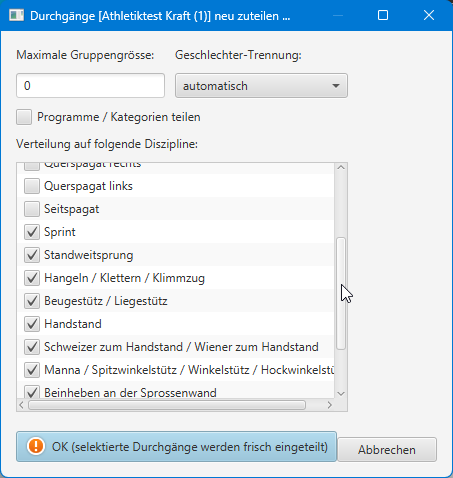 Durchgänge [Athletiktest Kraft (1)] neu zuteilen ...
Maximale Gruppengrösse: Geschlechter-Trennung:
0 automatisch
Programme / Kategorien teilen
Verteilung auf folgende Diszipline:
Querspagat rechts
Querspagat links
Seitspagat
Sprint
Standweitsprung
Hangeln / Klettern / Klimmzug
Beugestütz / Liegestütz
Handstand
Schweizer zum Handstand / Wiener zum Handstand
Manna / Spitzwinkelstütz / Winkelstütz / Hockwinkelstü
Beinheben an der Sprossenwand
OK (selektierte Durchgänge werden frisch eingeteilt) Abbrechen